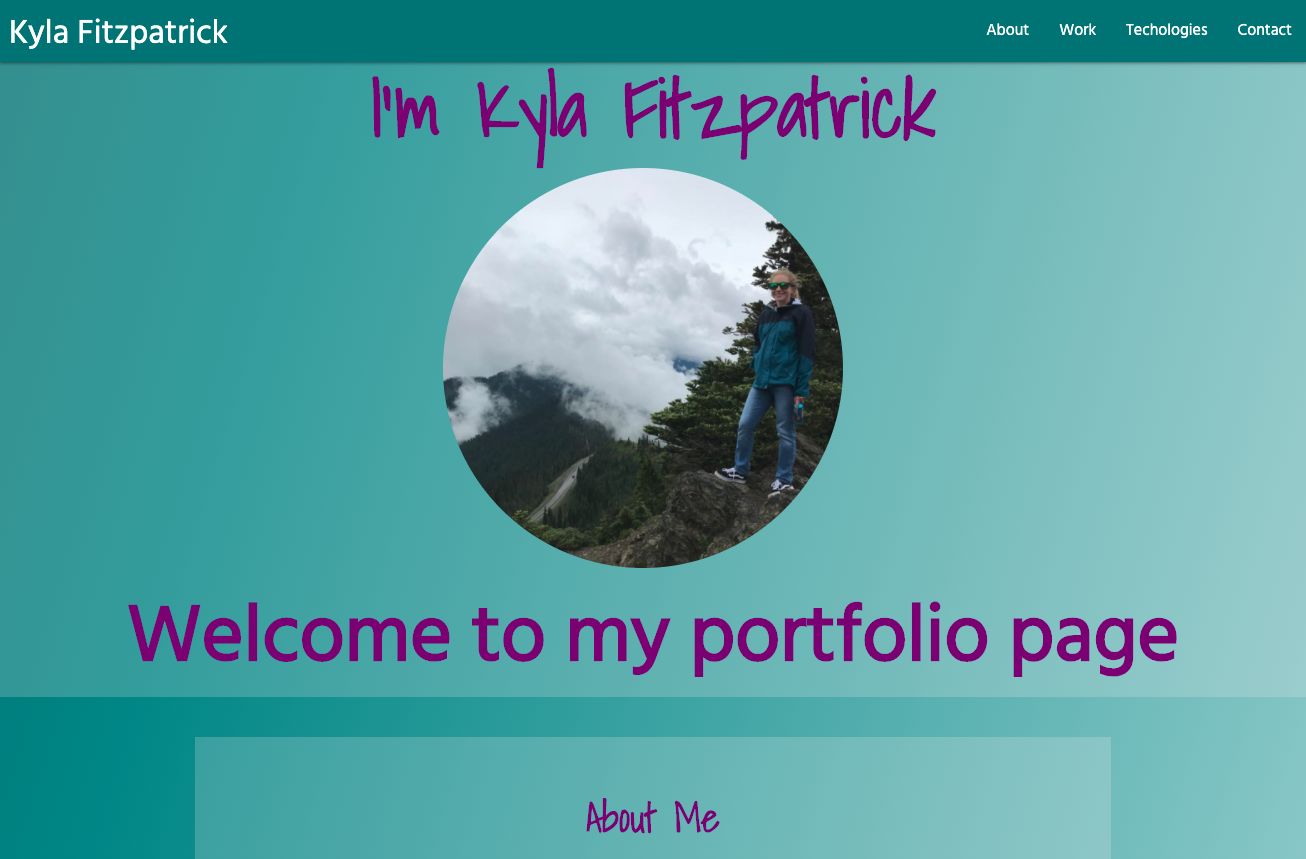 Kyla Fitzpatrick
About Work Techologies Contact
I'm Kyla Fitzpatrick
Welcome to my portfolio page
About Me